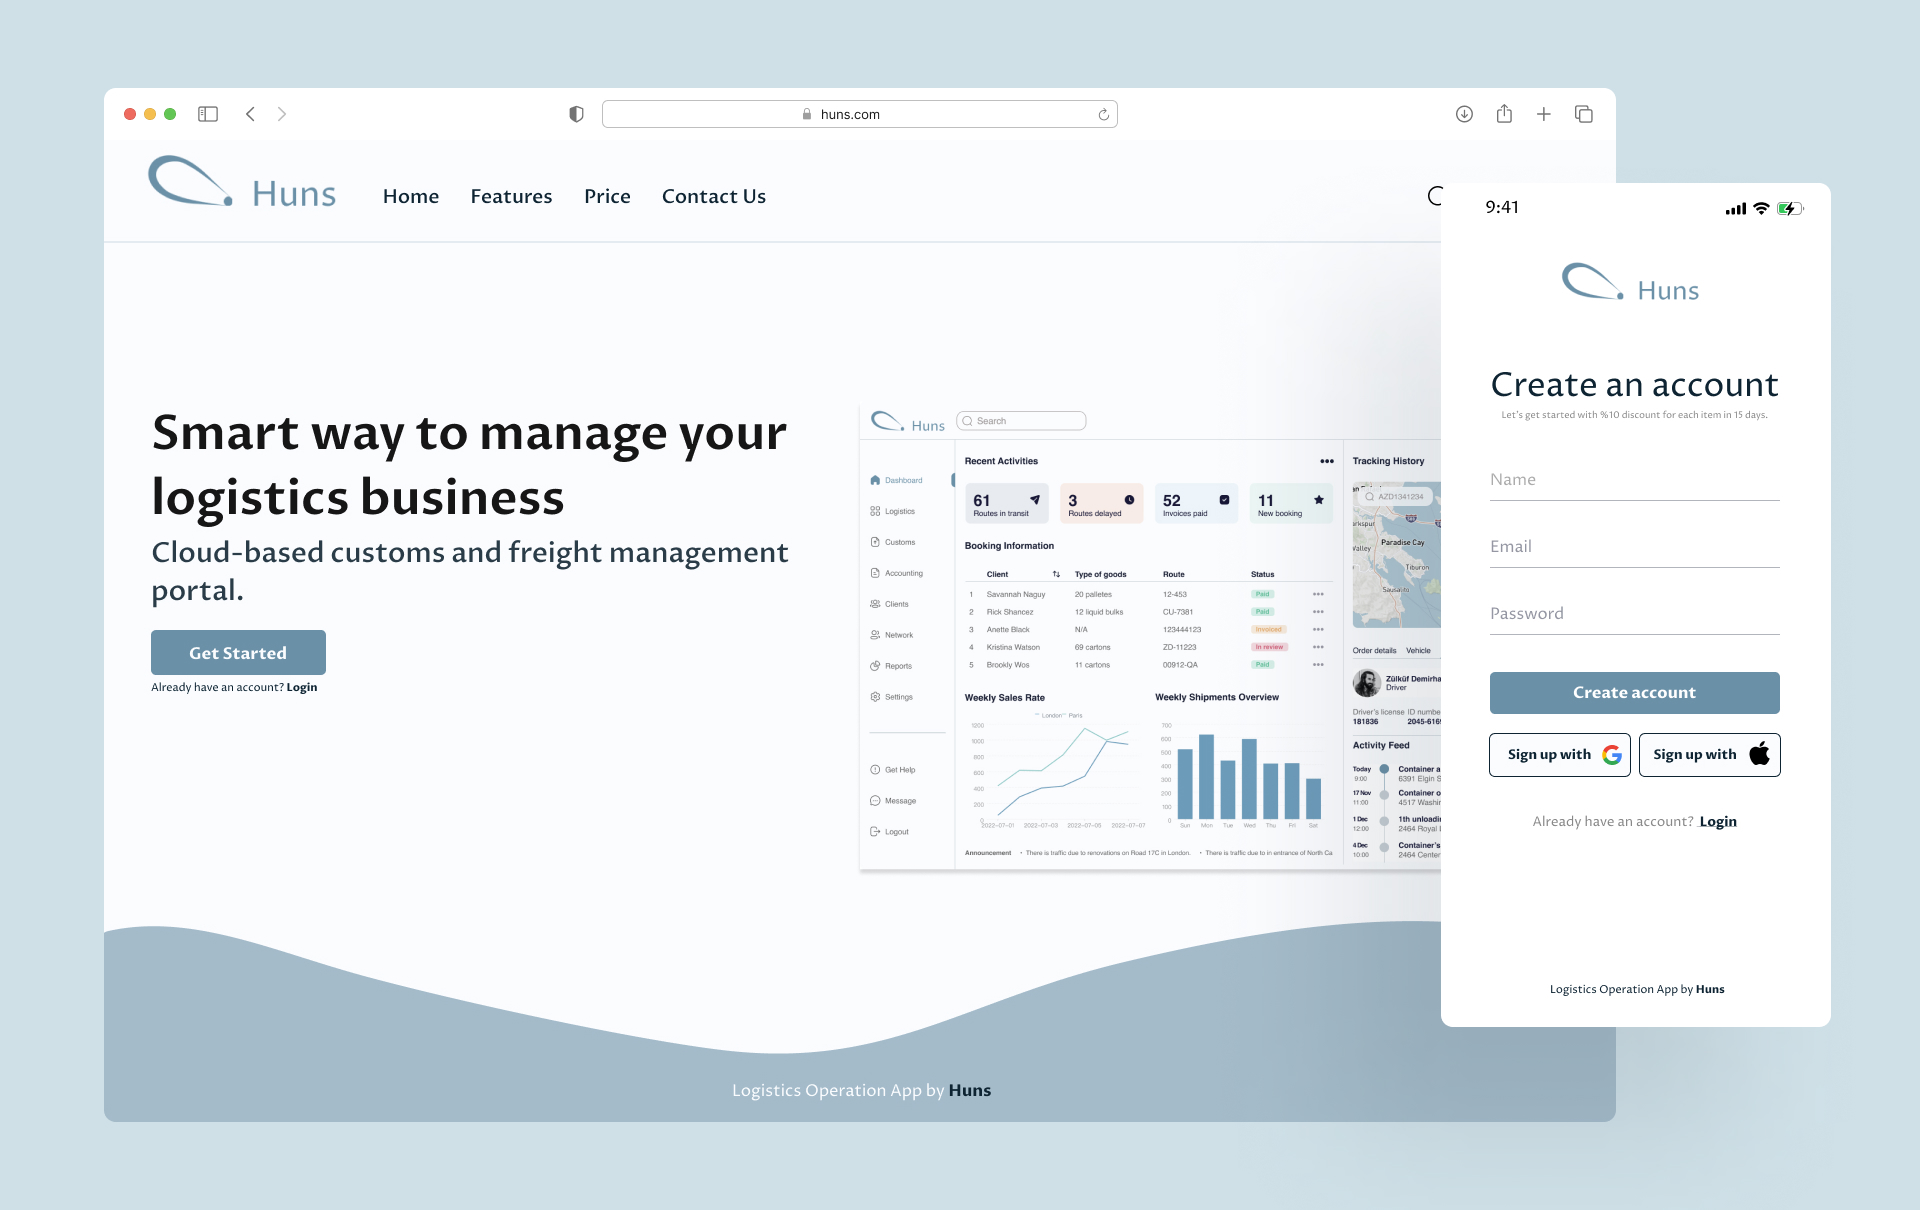 huns.com
Huns
Home Features Price Contact Us
Smart way to manage your
logistics business
Cloud-based customs and freight management
portal.
Get Started
Already have an account? Login
Huns
Search
Dashboard
Logistics
Customs
Accounting
Clients
Network
Reports
Settings
Get Help
Message
Logout
Recent Activities
61
Routes in transit
3
Routes delayed
52
Invoices paid
11
New booking
Booking Information
Client Type of goods Route Status
1 Savannah Naguy 20 palletes 12-453 Paid
2 Rick Shancez 12 liquid bulks CU-7381 Paid
3 Anette Black N/A 123444123 Invoiced
4 Kristina Watson 69 cartons ZD-11223 In review
5 Brookly Wos 11 cartons 00912-QA Paid
Weekly Sales Rate
London Paris
1200
1000
800
600
400
200
0
2022-07-01 2022-07-03 2022-07-05 2022-07-07
Weekly Shipments Overview
700
600
500
400
300
200
100
0
Sun Mon Tue Wed Thu Fri Sat
Announcement • There is traffic due to renovations on Road 17C in London. • There is traffic due to in entrance of North Ca
Tracking History
AZD1341234
arkspur
Valley
Paradise Cay
Tiburon
Sausalito
Order details Vehicle
Zülküf Demirha
Driver
Driver's license ID numbe
181836 2045-616
Activity Feed
Today Container a
9:00 6391 Elgin S
17 Nov Container o
11:00 4517 Washin
1 Dec 1th unloadi
12:00 2464 Royal L
4 Dec Container's
10:00 2464 Center
Logistics Operation App by Huns
9:41
Huns
Create an account
Let's get started with %10 discount for each item in 15 days.
Name
Email
Password
Create account
Sign up with
Sign up with
Already have an account? Login
Logistics Operation App by Huns